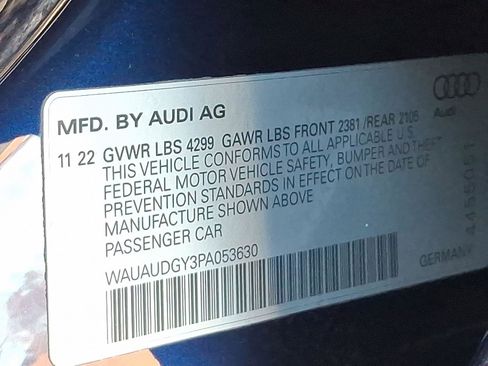 MFD. BY AUDI AG
Audi
11 22 GVWR LBS 4299 GAWR LBS FRONT 2381 /REAR 2105
THIS VEHICLE CONFORMS TO ALL APPLICABLE U.S.
FEDERAL MOTOR VEHICLE SAFETY, BUMPER AND THEFT
PREVENTION STANDARDS IN EFFECT ON THE DATE OF
MANUFACTURE SHOWN ABOVE
PASSENGER CAR
WAUAUDGY3PA053630
GERMANY
4455051